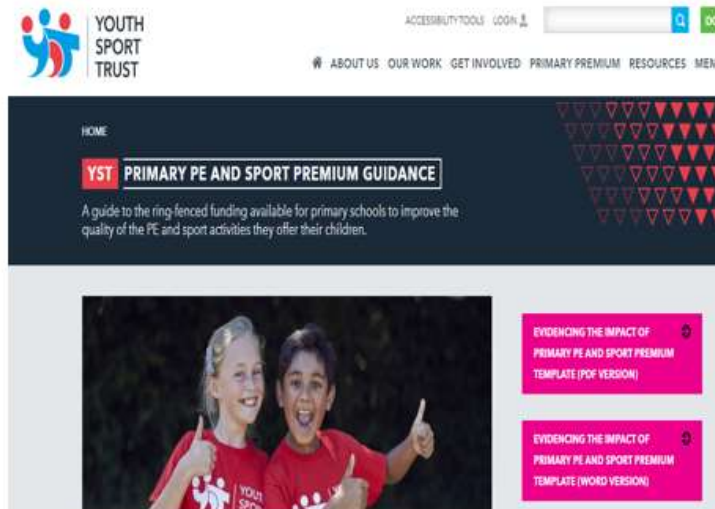 YOUTH
SPORT
TRUST
ACCESSIBILITY TOOLS LOGIN
ABOUT US OUR WORK GET INVOLVED PRIMARY PREMIUM RESOURCES
HOME
YST PRIMARY PE AND SPORT PREMIUM GUIDANCE
A guide to the ring-fenced funding available for primary schools to improve the
quality of the PE and sport activities they offer their children.
EVIDENCING THE IMPACT OF
PRIMARY PE AND SPORT PREMIUM
TEMPLATE (PDF VERSION)
EVIDENCING THE IMPACT OF
PRIMARY PE AND SPORT PREMIUM
TEMPLATE (WORD VERSION)
YOUTH